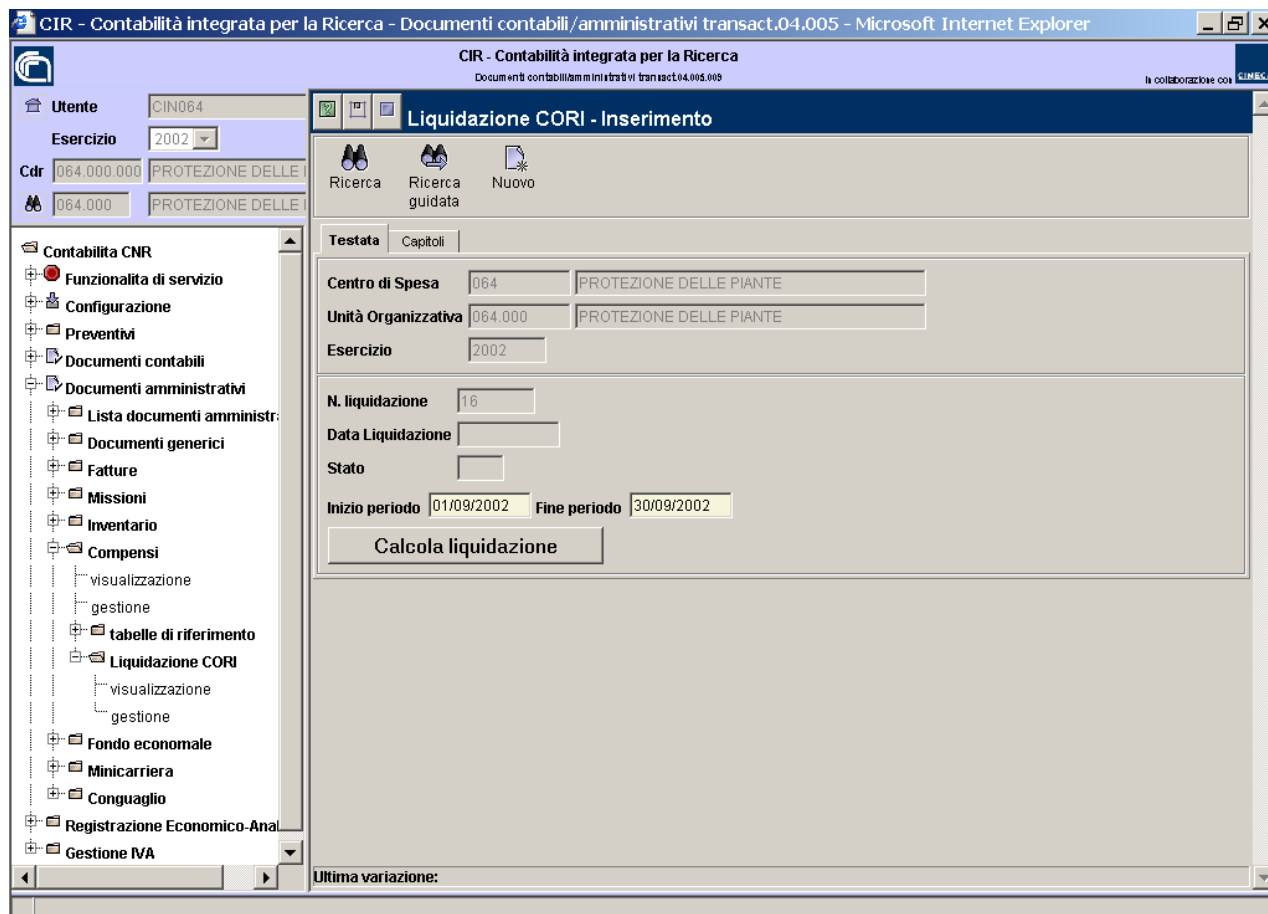 CIR - Contabilità integrata per la Ricerca - Documenti contabili/amministrativi transact.04.005 - Microsoft Internet Explorer
CIR - Contabilità integrata per la Ricerca
Documenti contabili/amministrativi transact.04.005.009
In collaborazione con CINECA
Utente CIN064
Esercizio 2002
Cdr 064.000.000 PROTEZIONE DELLE
064.000 PROTEZIONE DELLE
Contabilita CNR
Funzionalita di servizio
Configurazione
Preventivi
Documenti contabili
Documenti amministrativi
Lista documenti amministr
Documenti generici
Fatture
Missioni
Inventario
Compensi
visualizzazione
gestione
tabelle di riferimento
Liquidazione CORI
visualizzazione
gestione
Fondo economale
Minicarriera
Conguaglio
Registrazione Economico-Anal
Gestione IVA
Liquidazione CORI - Inserimento
Ricerca Ricerca guidata Nuovo
Testata Capitoli
Centro di Spesa 064 PROTEZIONE DELLE PIANTE
Unità Organizzativa 064.000 PROTEZIONE DELLE PIANTE
Esercizio 2002
N. liquidazione 16
Data Liquidazione
Stato
Inizio periodo 01/09/2002 Fine periodo 30/09/2002
Calcola liquidazione
Ultima variazione: